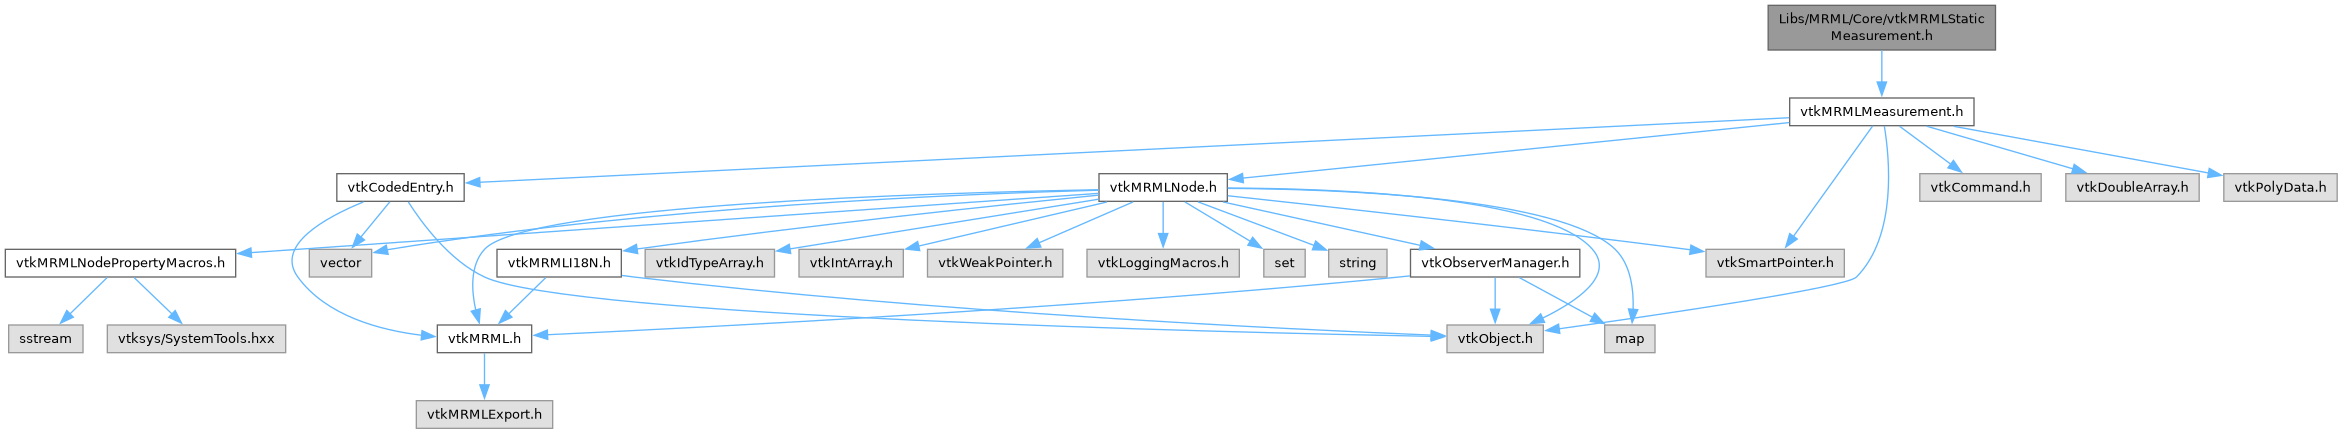 Libs/MRML/Core/vtkMRMLStatic
Measurement.h
vtkMRMLMeasurement.h
vtkCodedEntry.h
vtkMRMLNode.h
vtkCommand.h
vtkDoubleArray.h
vtkPolyData.h
vtkMRMLNodePropertyMacros.h
vector
vtkMRMLI18N.h
vtkIdTypeArray.h
vtkIntArray.h
vtkWeakPointer.h
vtkLoggingMacros.h
set
string
vtkObserverManager.h
vtkSmartPointer.h
sstream
vtksys/SystemTools.hxx
vtkMRML.h
vtkObject.h
map
vtkMRMLExport.h